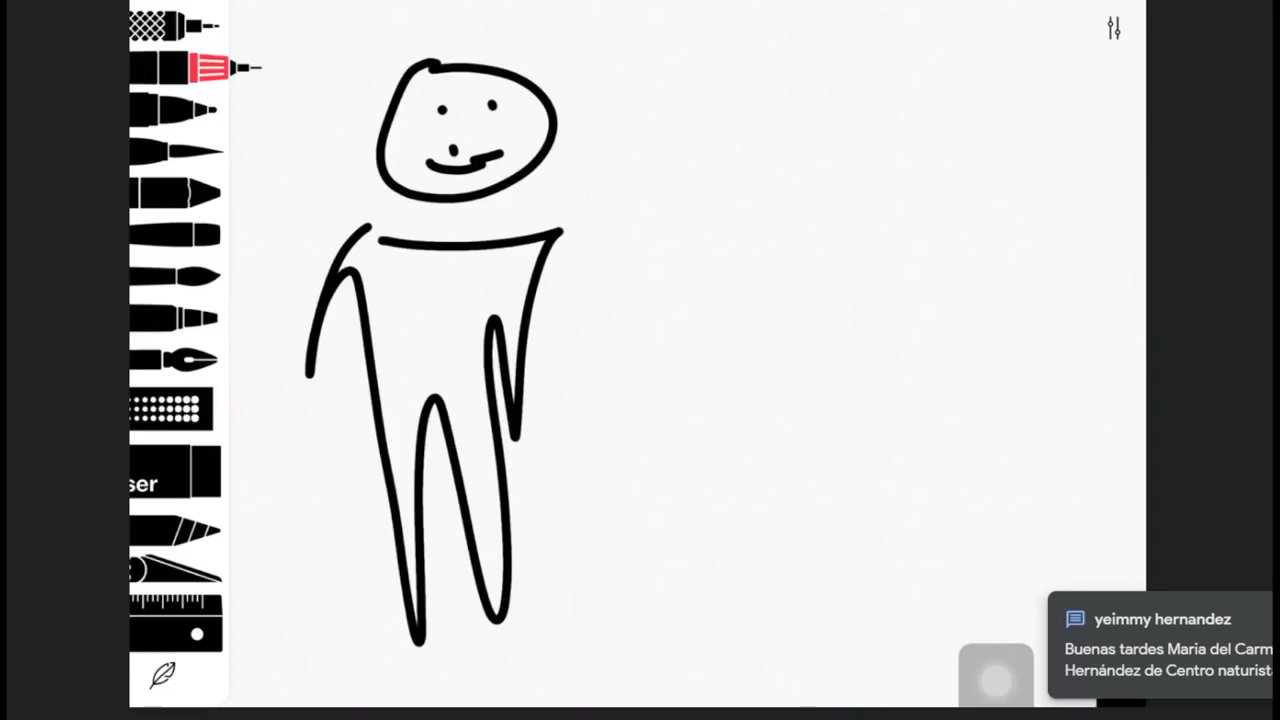 ser
yeimmy hernandez
Buenas tardes Maria del Carm
Hernández de Centro naturist